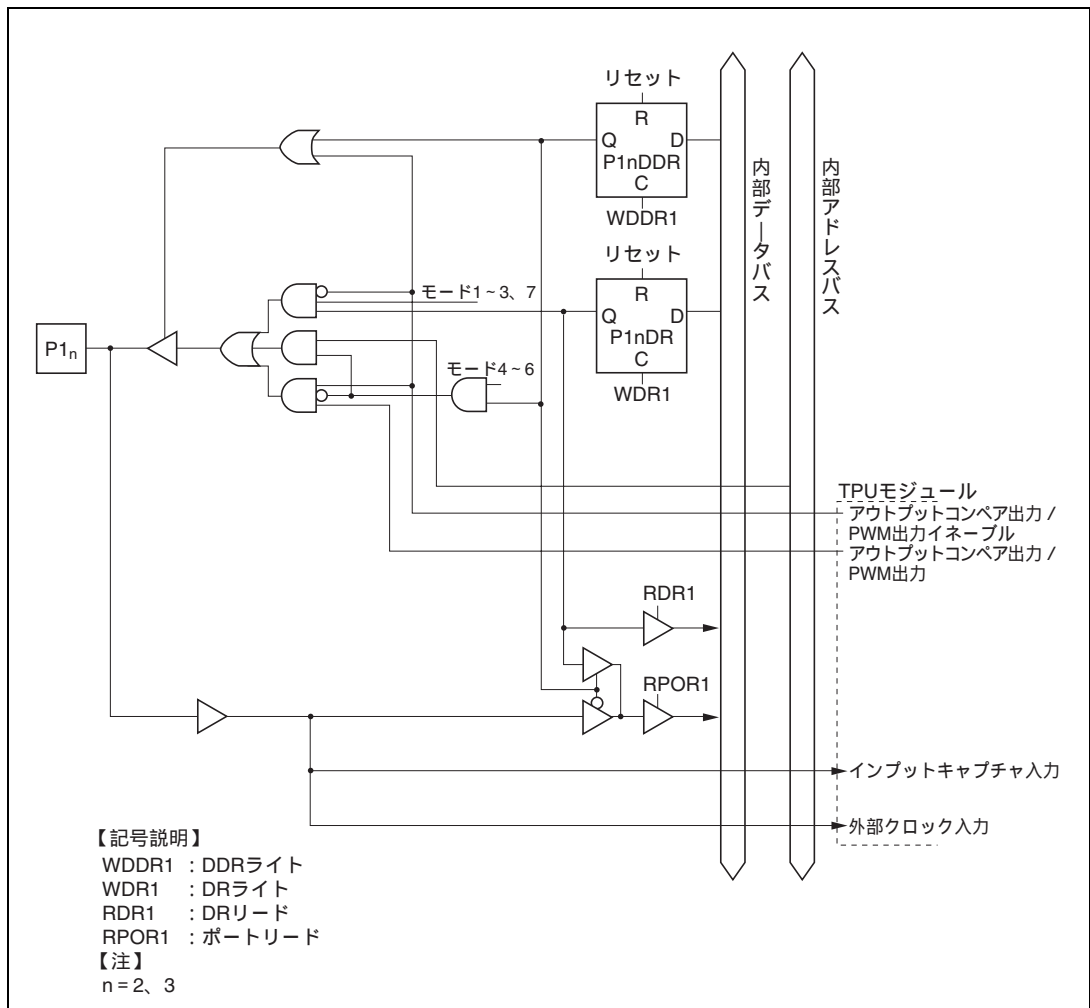 リセット
R
Q D
P1nDDR
C
WDDR1
リセット
R
Q D
P1nDR
C
WDR1
内部データバス
内部アドレスバス
モード1~3、7
P1n
モード4~6
TPUモジュール
アウトプットコンペア出力 /
PWM出力イネーブル
アウトプットコンペア出力 /
PWM出力
RDR1
RPOR1
インプットキャプチャ入力
外部クロック入力
【記号説明】
WDDR1 : DDRライト
WDR1 : DRライト
RDR1 : DRリード
RPOR1 : ポートリード
【注】
n = 2、3